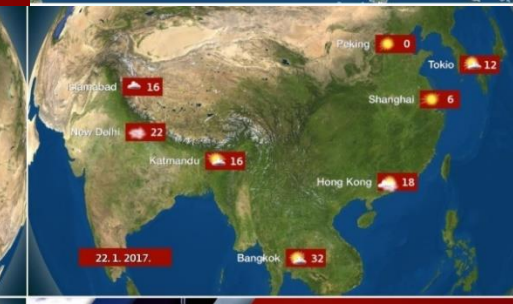 Peking 0
Tokio 12
Islamabad 16
Shanghai 6
New Delhi 22
Katmandu 16
Hong Kong 18
22. 1. 2017.
Bangkok 32